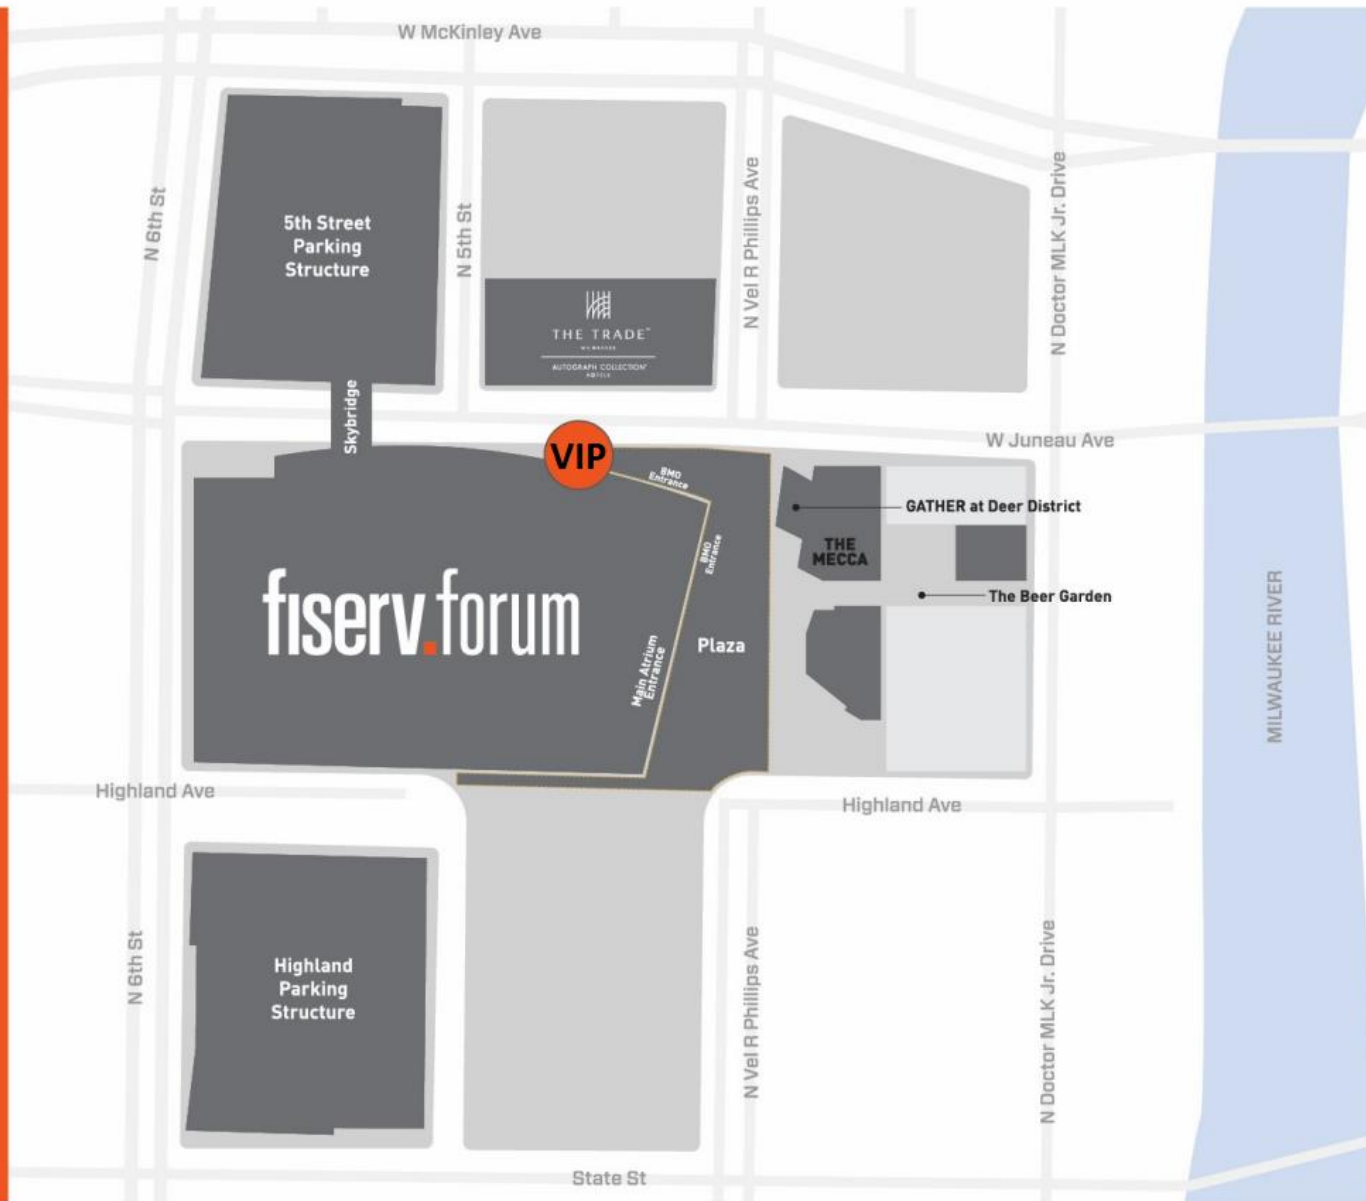 W McKinley Ave
N 6th St
5th Street
Parking
Structure
N 5th St
N Vel R Phillips Ave
N Doctor MLK Jr. Drive
THE TRADE
MILWAUKEE
AUTOGRAPH COLLECTION
HOTELS
Skybridge
W Juneau Ave
VIP
BMO
Entrance
GATHER at Deer District
THE
MECCA
BMO
Entrance
The Beer Garden
fiserv.forum
Plaza
Main Atrium
Entrance
MILWAUKEE RIVER
Highland Ave
Highland Ave
N 6th St
Highland
Parking
Structure
N Vel R Phillips Ave
N Doctor MLK Jr. Drive
State St